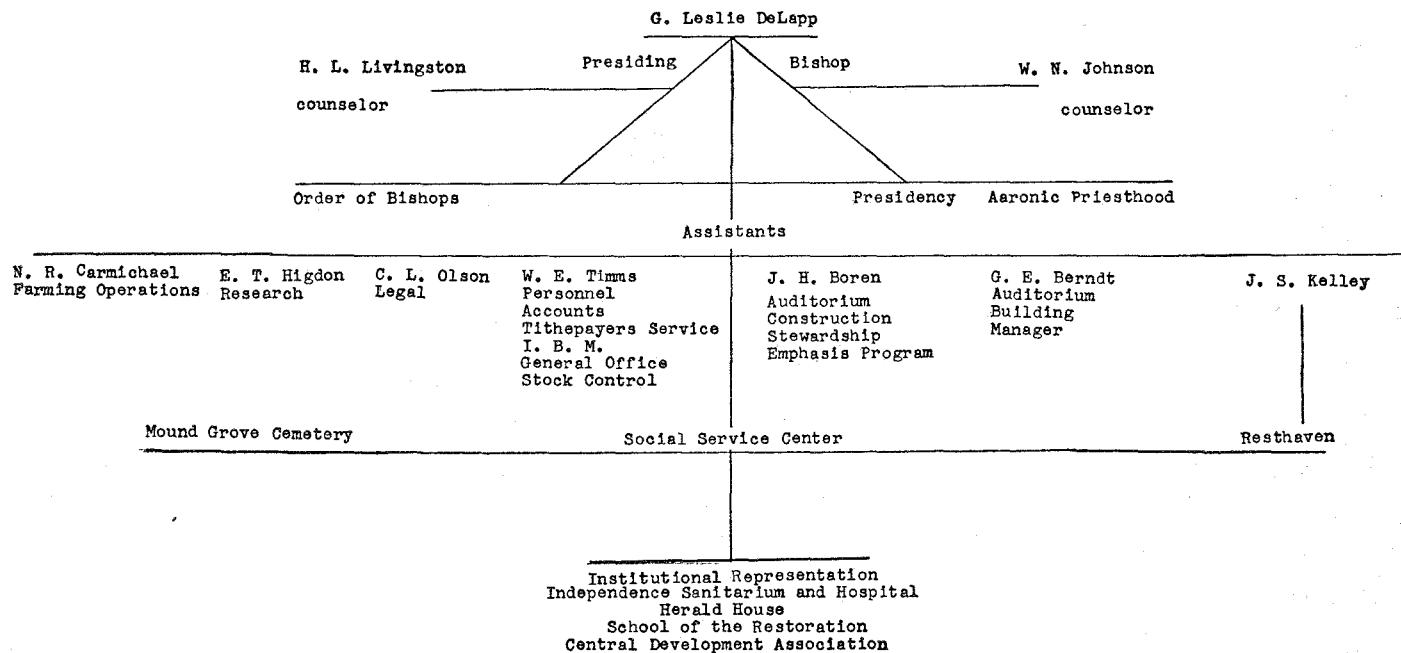 G. Leslie DeLapp
Presiding Bishop
H. L. Livingston
counselor
W. N. Johnson
counselor
Order of Bishops
Presidency Aaronic Priesthood
Assistants
N. R. Carmichael
Farming Operations
E. T. Higdon
Research
C. L. Olson
Legal
W. E. Timms
Personnel
Accounts
Tithepayers Service
I. B. M.
General Office
Stock Control
J. H. Boren
Auditorium
Construction
Stewardship
Emphasis Program
G. E. Berndt
Auditorium
Building
Manager
J. S. Kelley
Mound Grove Cemetery
Social Service Center
Resthaven
Institutional Representation
Independence Sanitarium and Hospital
Herald House
School of the Restoration
Central Development Association